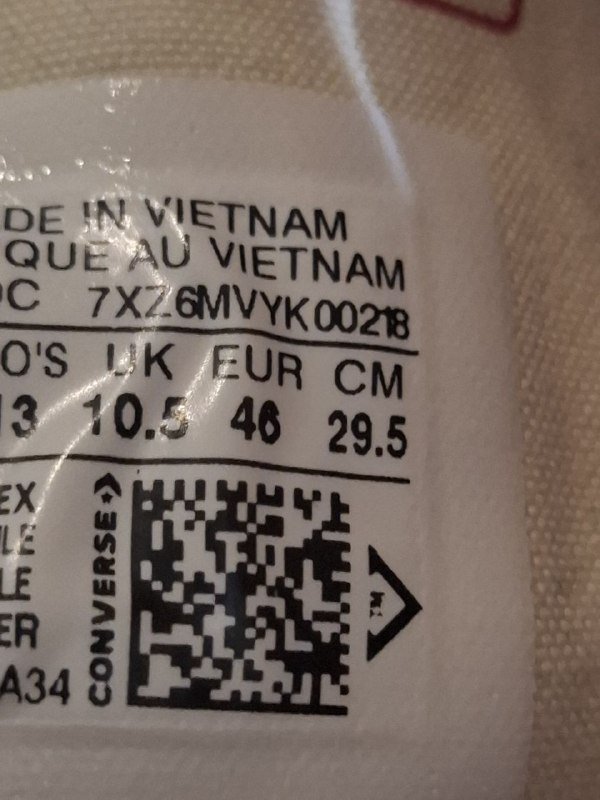 DE IN VIETNAM
QUE AU VIETNAM
C 7XZ6MVYK00218
O'S UK EUR CM
13 10.5 46 29.5
EX
LE
LE
ER
A34
CONVERSE
TM